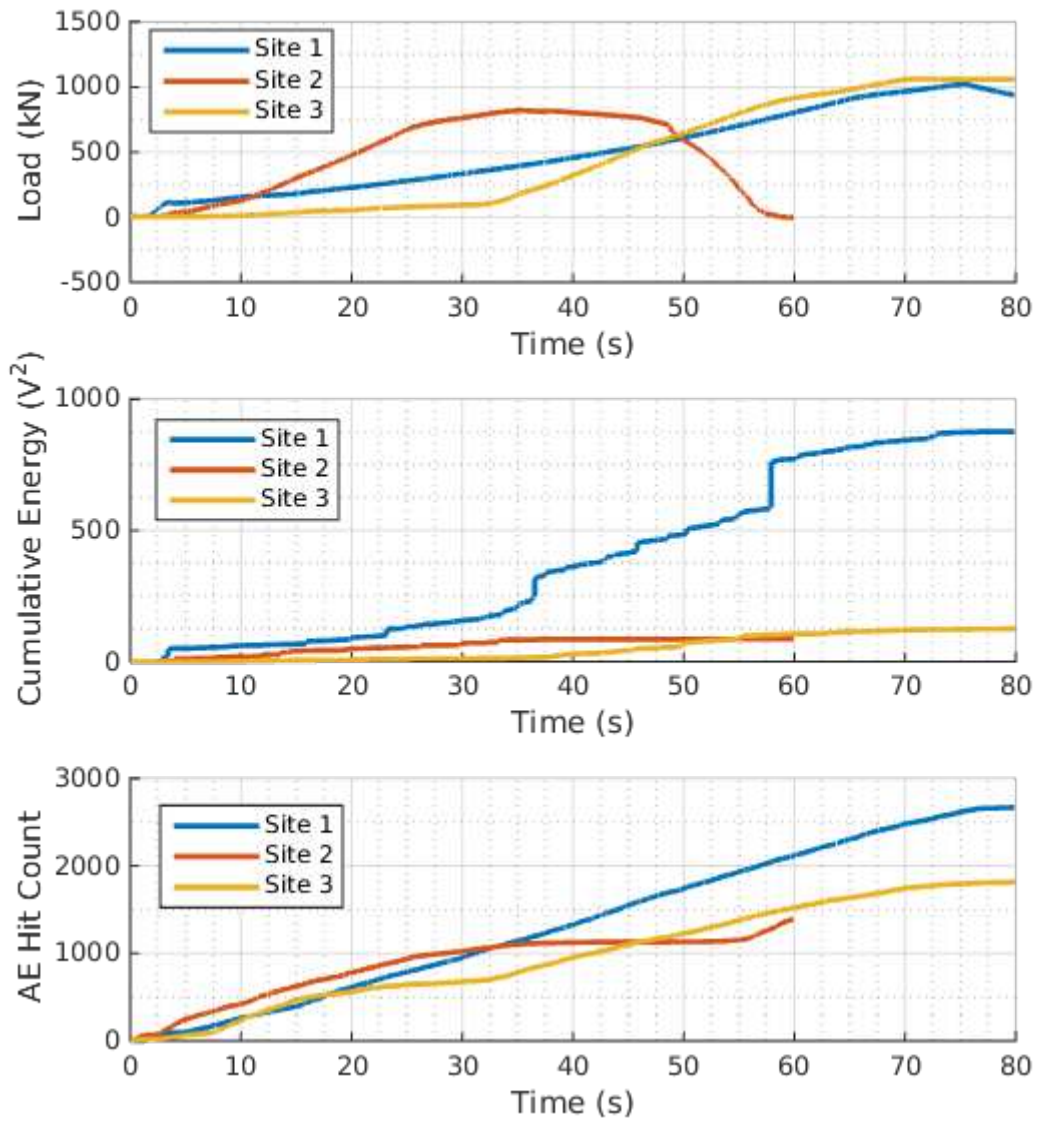 1500
1000
500
0
-500
Load (kN)
Site 1
Site 2
Site 3
0 10 20 30 40 50 60 70 80
Time (s)
1000
500
0
Cumulative Energy (V²)
Site 1
Site 2
Site 3
0 10 20 30 40 50 60 70 80
Time (s)
3000
2000
1000
0
AE Hit Count
Site 1
Site 2
Site 3
0 10 20 30 40 50 60 70 80
Time (s)